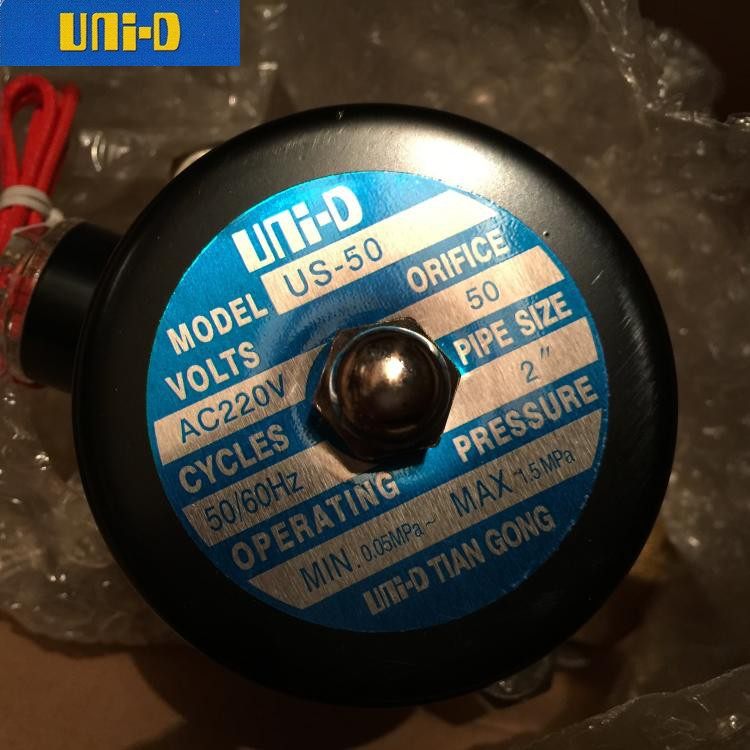 UNi-D
UNi-D
MODEL US-50
ORIFICE
50
VOLTS
AC220V
PIPE SIZE
2"
CYCLES
50/60Hz
OPERATING PRESSURE
MIN. 0.05MPa~ MAX 1.5MPa
UNi-D TIAN GONG